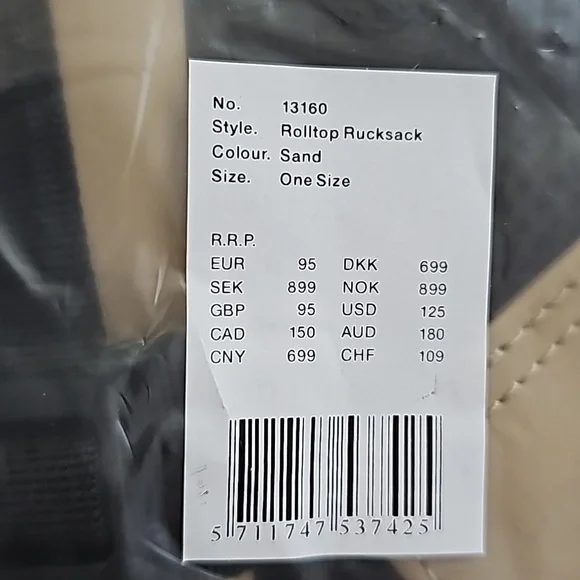 No. 13160
Style. Rolltop Rucksack
Colour. Sand
Size. One Size
R.R.P.
EUR 95 DKK 699
SEK 899 NOK 899
GBP 95 USD 125
CAD 150 AUD 180
CNY 699 CHF 109
5 711747 537425